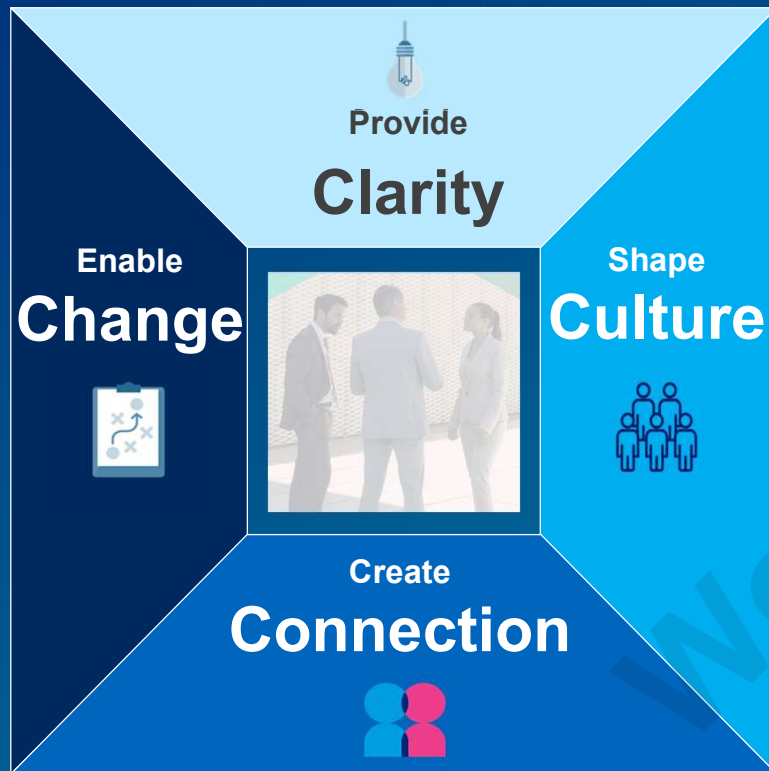 Provide
Clarity
Enable
Change
Shape
Culture
Create
Connection